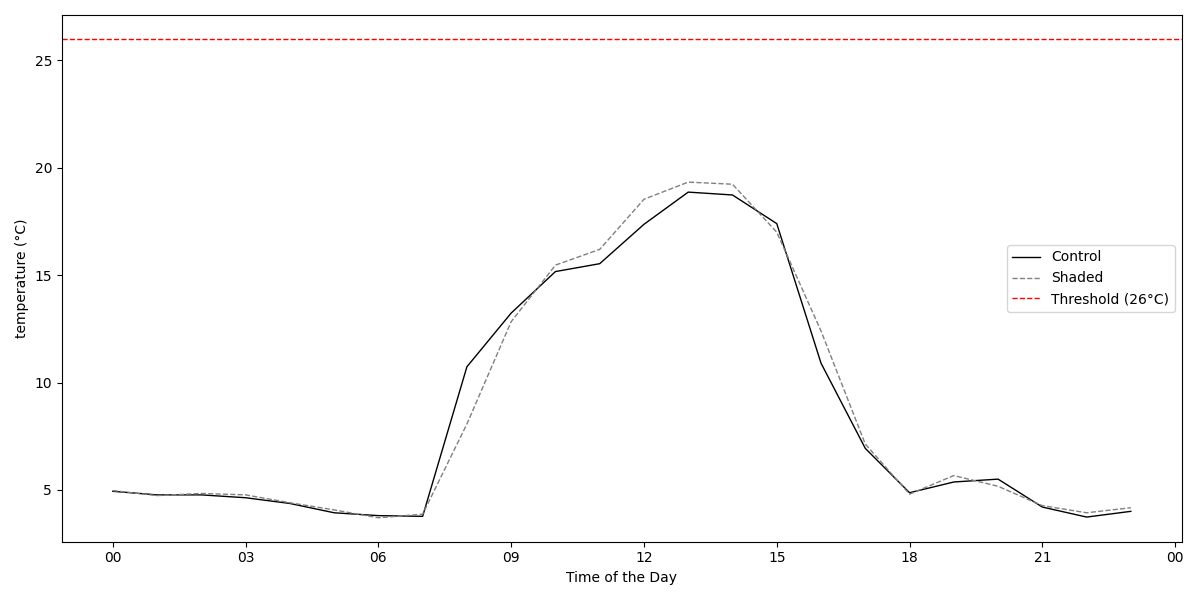 25
20
15
10
5
temperature (°C)
00
03
06
09
12
15
18
21
00
Time of the Day
Control
Shaded
Threshold (26°C)